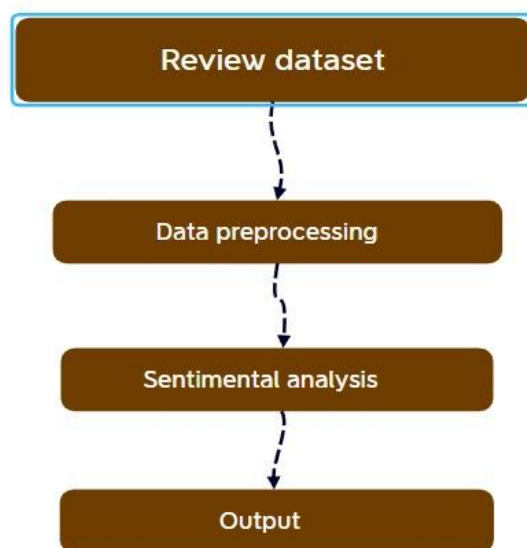 Review dataset
Data preprocessing
Sentimental analysis
Output